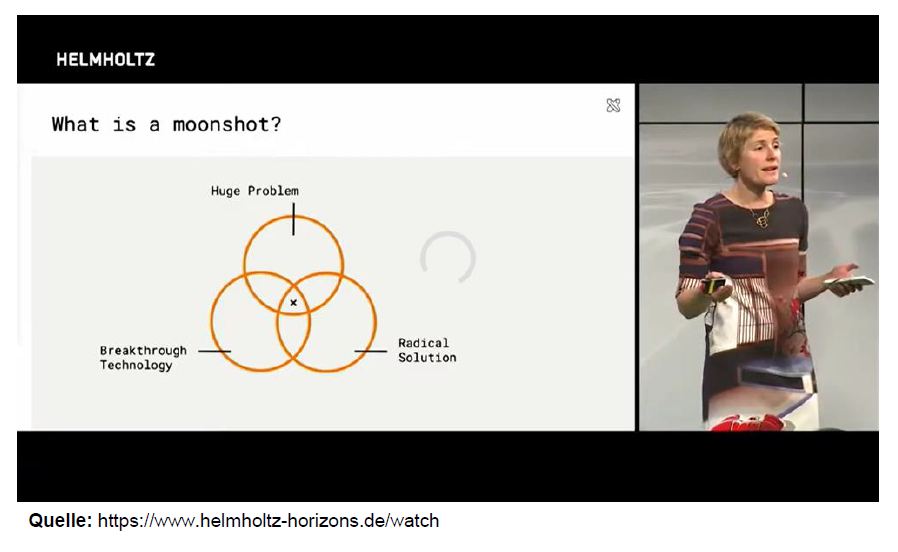 HELMHOLTZ
What is a moonshot?
Huge Problem
Breakthrough
Technology
Radical
Solution
Quelle: https://www.helmholtz-horizons.de/watch